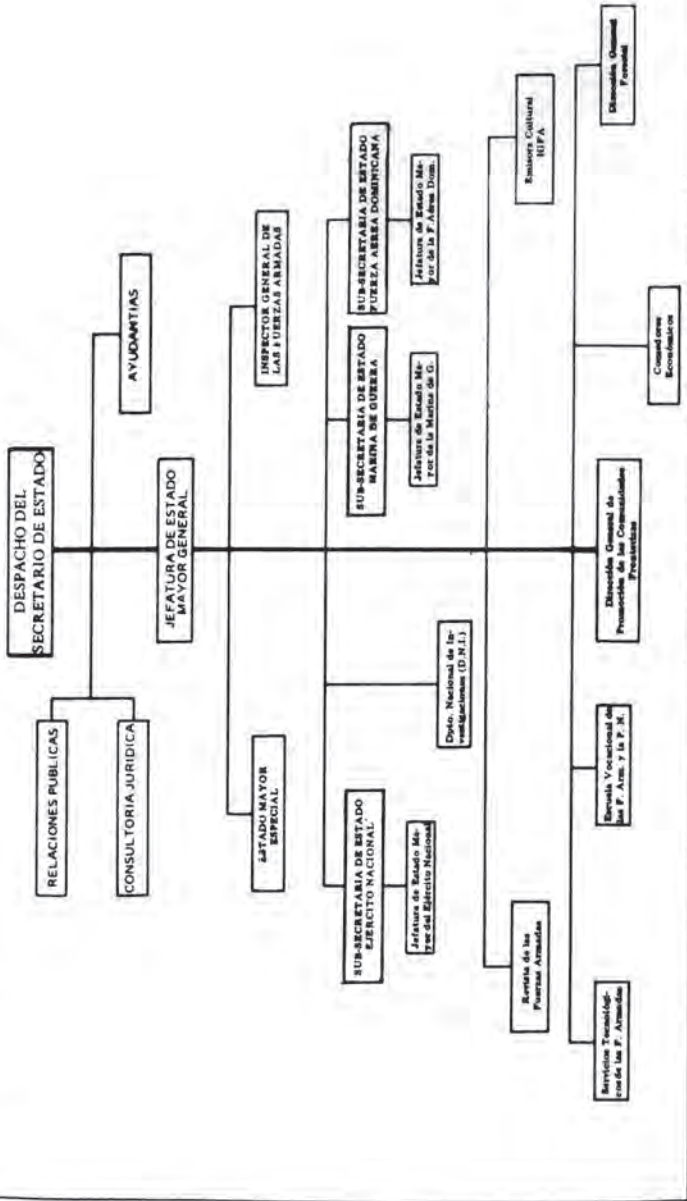 DESPACHO DEL
SECRETARIO DE ESTADO
RELACIONES PUBLICAS
CONSULTORIA JURIDICA
AYUDANTIAS
JEFATURA DE ESTADO
MAYOR GENERAL
ESTADO MAYOR
ESPECIAL
INSPECTOR GENERAL DE
LAS FUERZAS ARMADAS
SUB-SECRETARIA DE ESTADO
EJERCITO NACIONAL
SUB-SECRETARIA DE ESTADO
MARINA DE GUERRA
SUB-SECRETARIA DE ESTADO
FUERZA AEREA DOMINICANA
Jefatura de Estado Ma-
yor del Ejército Nacional
Dpto. Nacional de In-
vestigaciones (D.N.I.)
Jefatura de Estado Ma-
yor de la Marina de G.
Jefatura de Estado Ma-
yor de la F. Aérea Dom.
Revista de las
Fuerzas Armadas
Emisora Cultural
Servicios Tecnológi-
cos de las F. Armadas
Escuela Vocacional de
las F. Arm. y la P. N.
Dirección General de
Promoción de las Comunidades
Fronterizas
Comedores
Económicos
Dirección General
Forestal